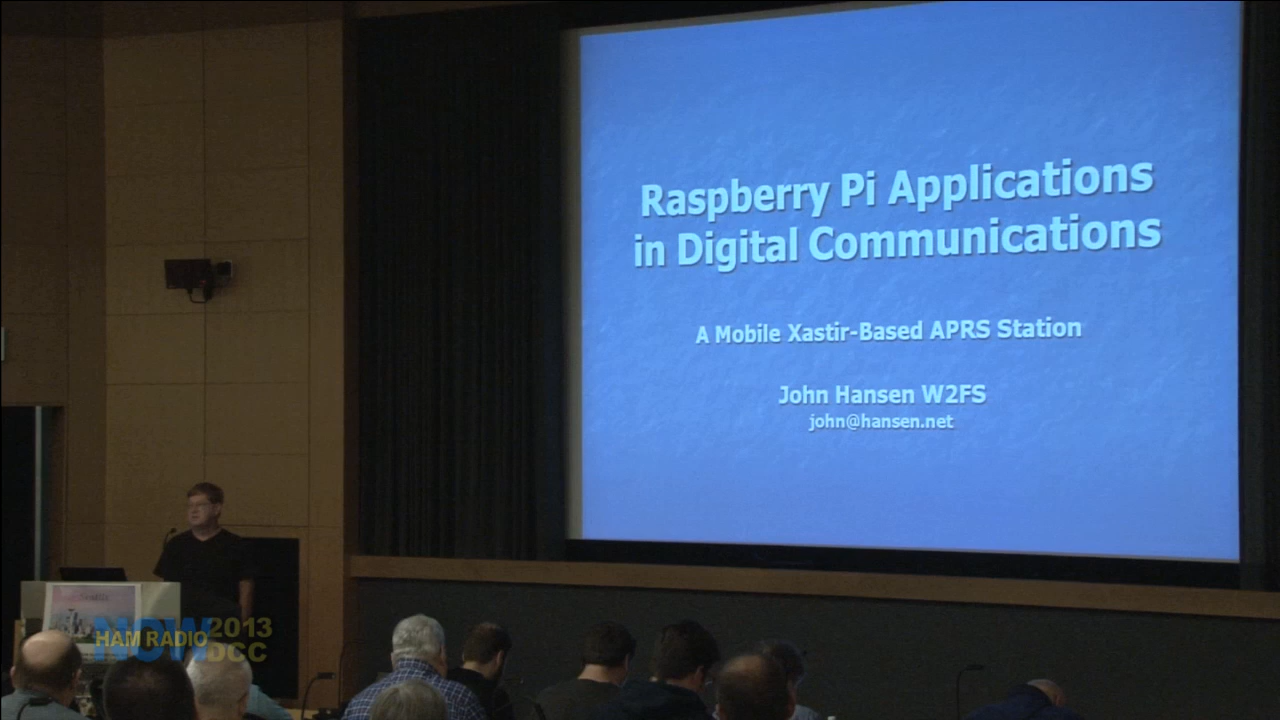 Raspberry Pi Applications
in Digital Communications
A Mobile Xastir-Based APRS Station
John Hansen W2FS
john@hansen.net
HAM RADIO
NOW
2013
DCC